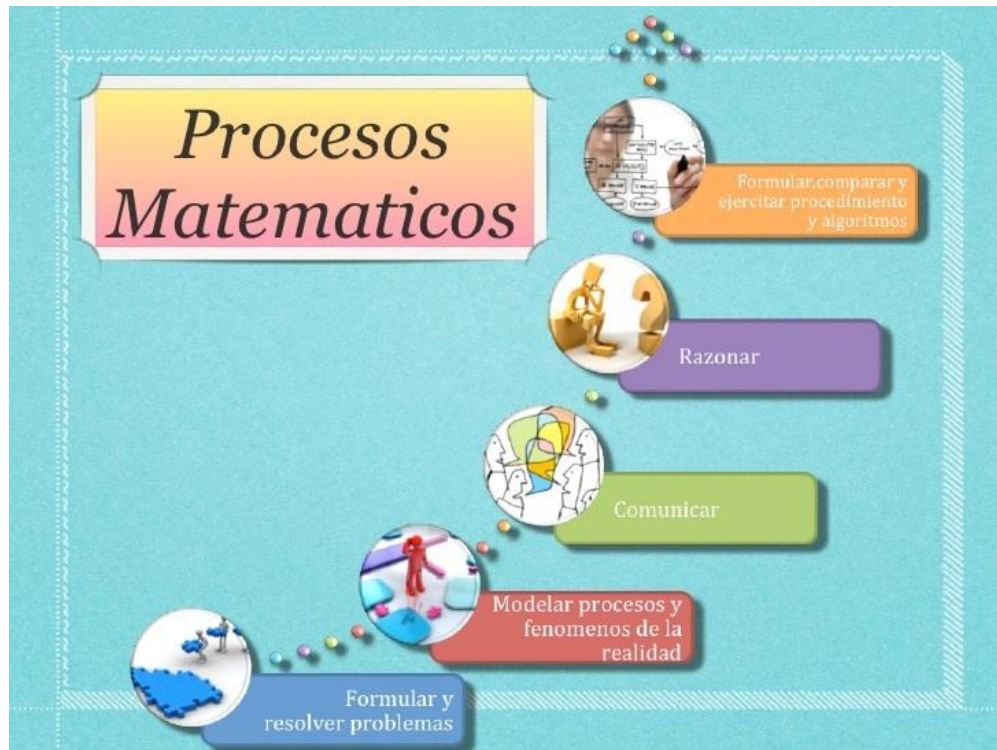 Procesos
Matematicos
Formular,comparar y
ejercitar procedimiento
y algoritmos
Razonar
Comunicar
Modelar procesos y
fenomenos de la
realidad
Formular y
resolver problemas